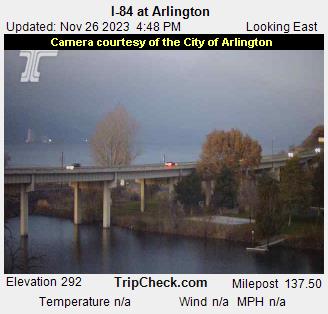 I-84 at Arlington
Updated: Nov 26 2023 4:48 PM Looking East
Camera courtesy of the City of Arlington
Elevation 292 TripCheck.com Milepost 137.50
Temperature n/a Wind n/a MPH n/a